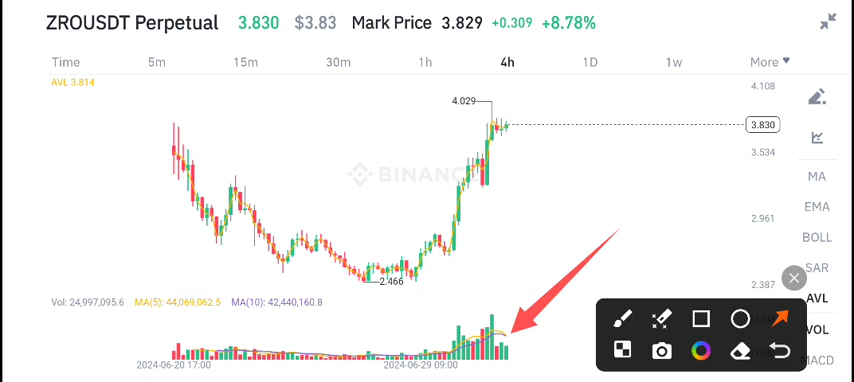 ZROUSDT Perpetual 3.830 $3.83 Mark Price 3.829 +0.309 +8.78%
Time 5m 15m 30m 1h 4h 1D 1w More
AVL 3.814
4.108
4.029
3.830
3.534
BINANCE
MA
EMA
2.961
BOLL
SAR
2.466
2.387
AVL
Vol: 24,997,095.6 MA(5): 44,069,062.5 MA(10): 42,440,160.8
VOL
MACD
2024-06-20 17:00 2024-06-29 09:00